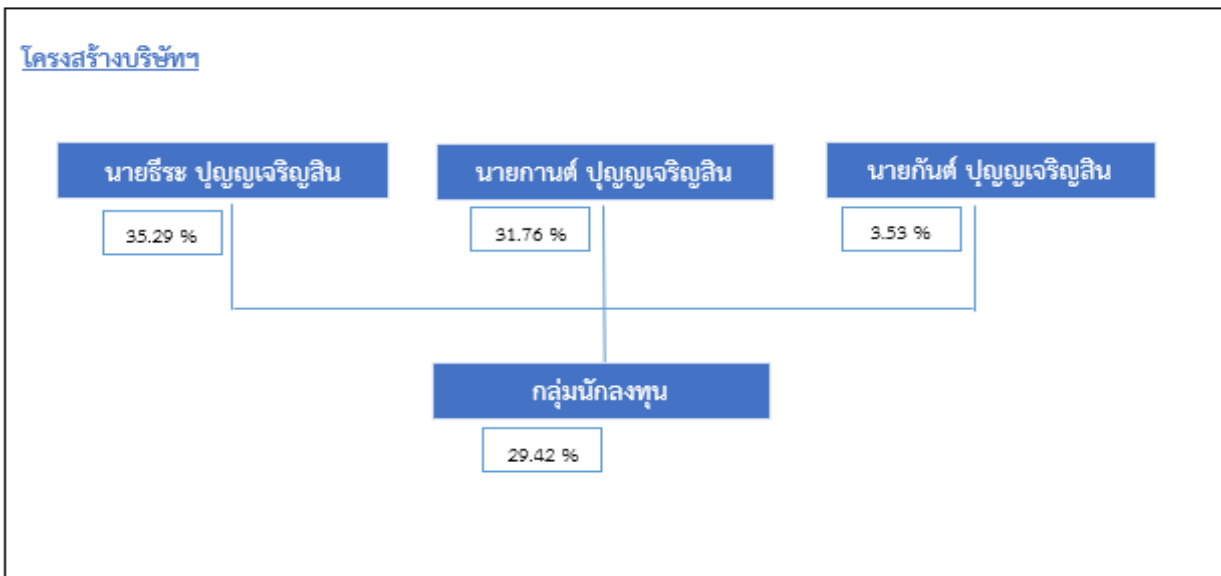 โครงสร้างบริษัทฯ
นายธีระ ปุญญเจริญสิน
นายกานต์ ปุญญเจริญสิน
นายกันต์ ปุญญเจริญสิน
35.29 %
31.76 %
3.53 %
กลุ่มนักลงทุน
29.42 %